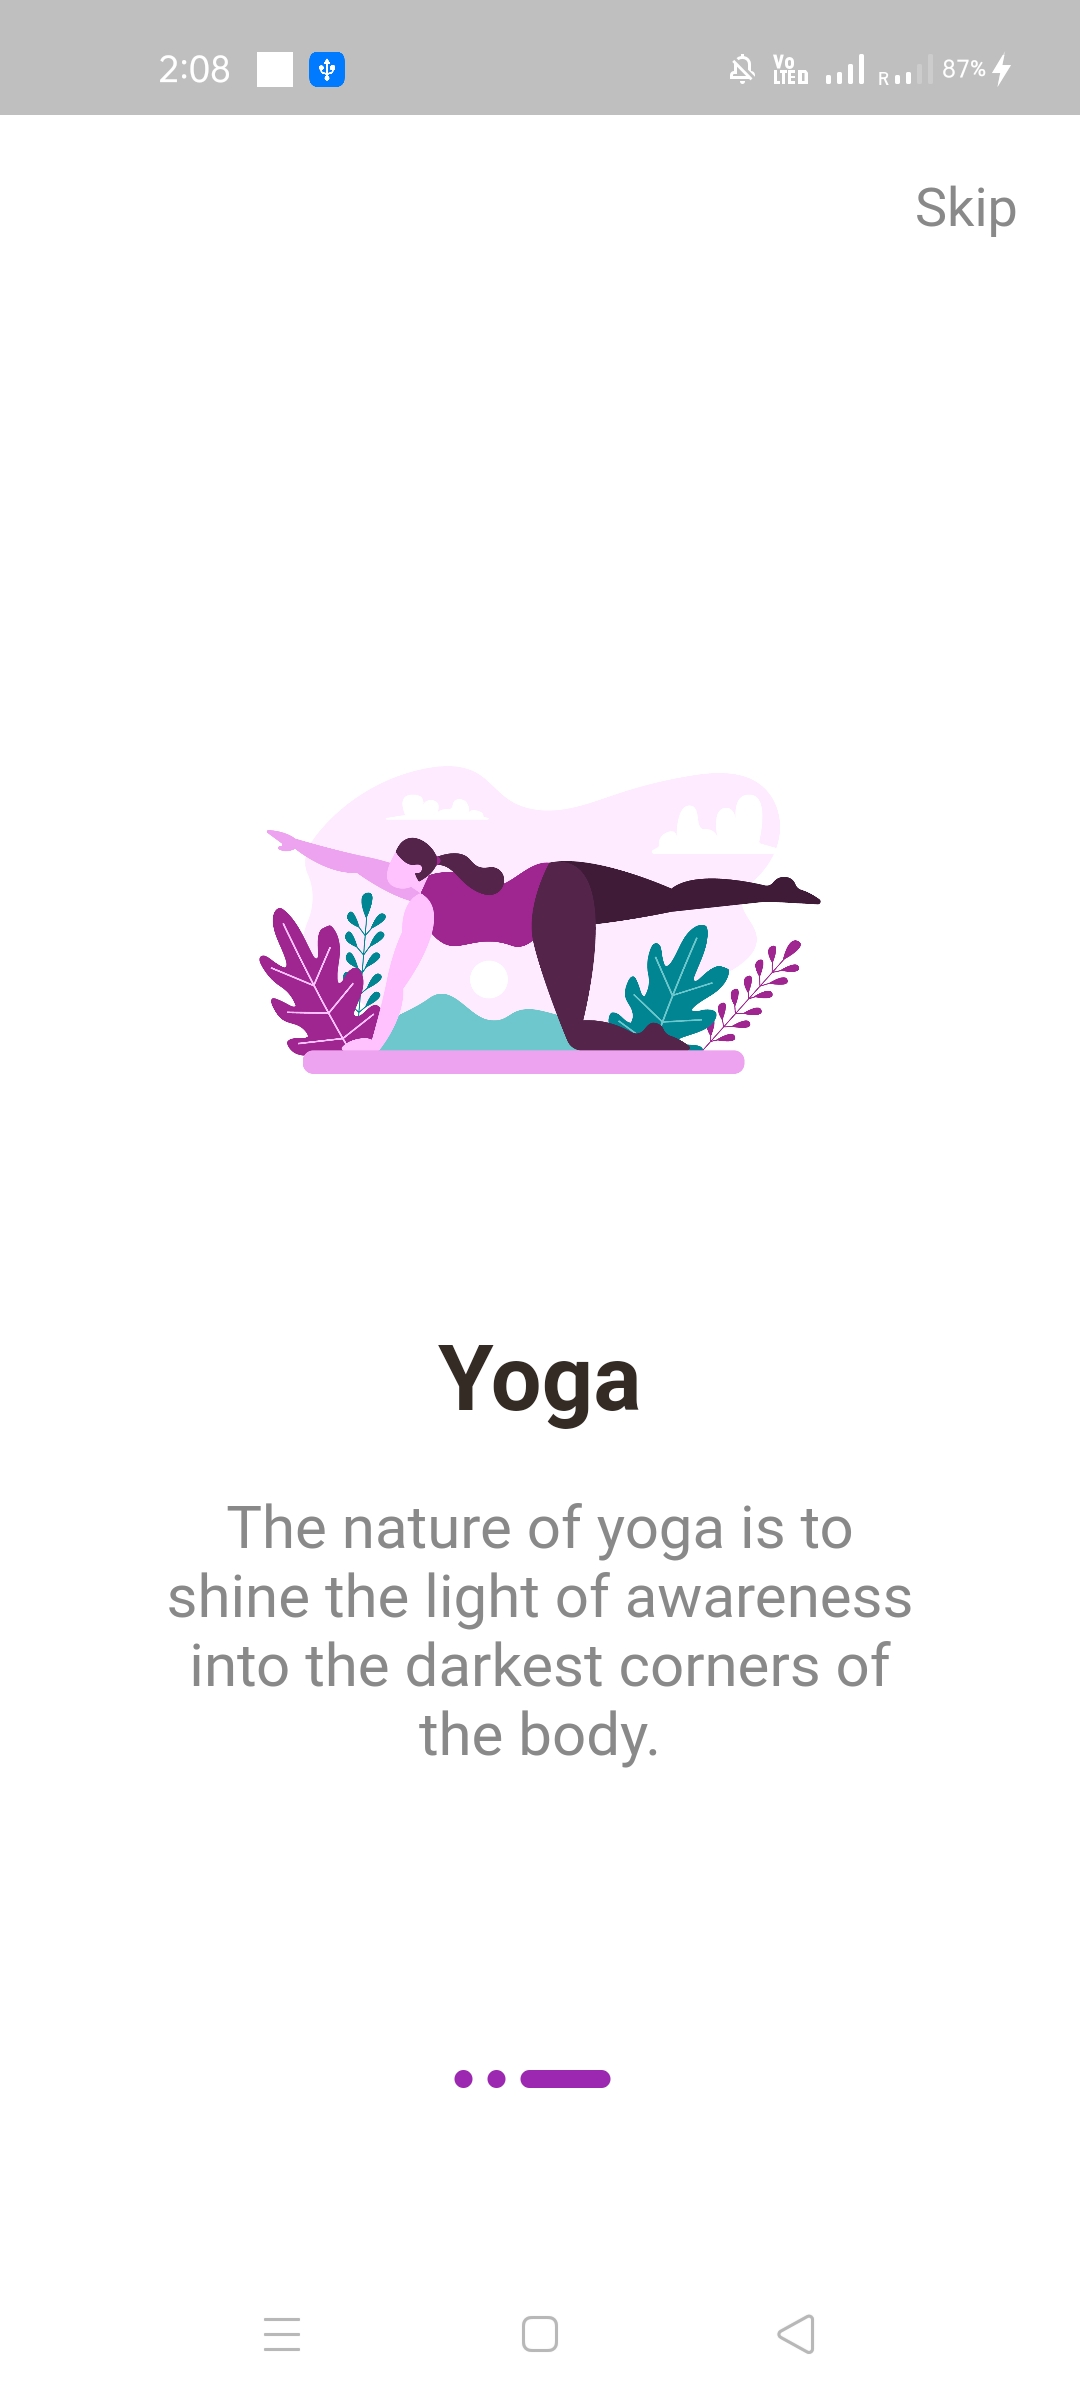 2:08
Vo
LTED
R
87%
Skip
Yoga
The nature of yoga is to
shine the light of awareness
into the darkest corners of
the body.